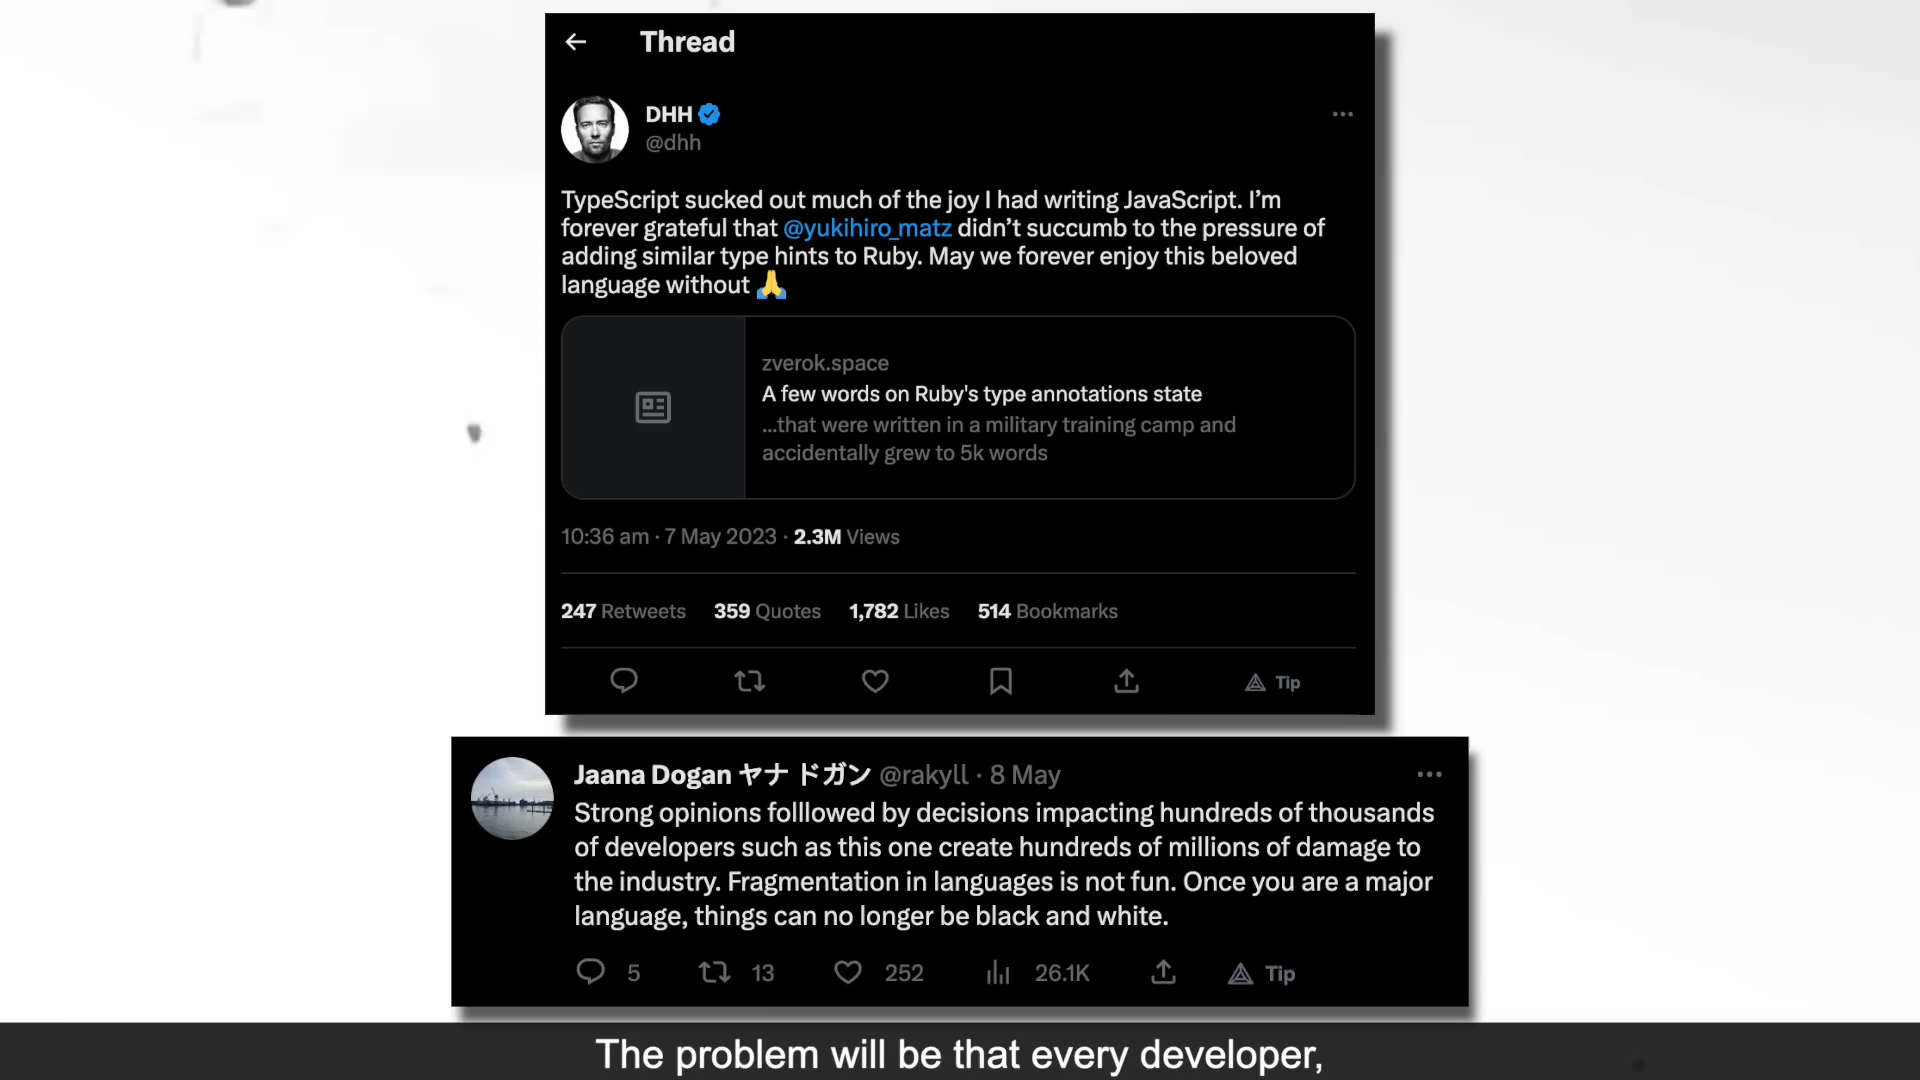 Thread
DHH
@dhh
TypeScript sucked out much of the joy I had writing JavaScript. I’m
forever grateful that @yukihiro_matz didn’t succumb to the pressure of
adding similar type hints to Ruby. May we forever enjoy this beloved
language without 🙏
zverok.space
A few words on Ruby's type annotations state
...that were written in a military training camp and
accidentally grew to 5k words
10:36 am · 7 May 2023 · 2.3M Views
247 Retweets 359 Quotes 1,782 Likes 514 Bookmarks
Tip
Jaana Dogan ヤナ ドガン @rakyll · 8 May
Strong opinions folllowed by decisions impacting hundreds of thousands
of developers such as this one create hundreds of millions of damage to
the industry. Fragmentation in languages is not fun. Once you are a major
language, things can no longer be black and white.
5 13 252 26.1K Tip
The problem will be that every developer,